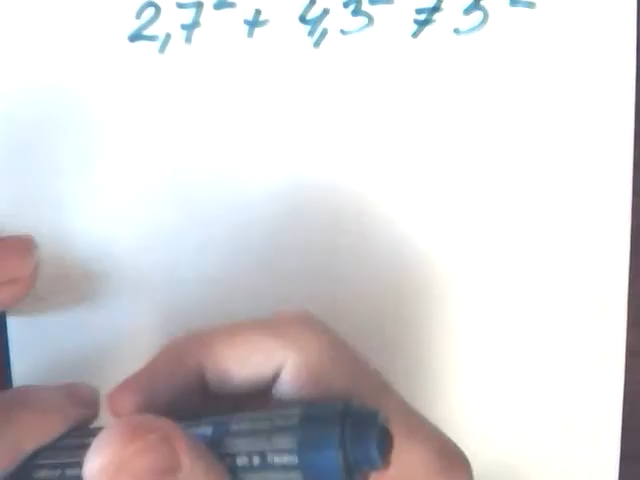 2,7² + 4,3² ≠ 5²